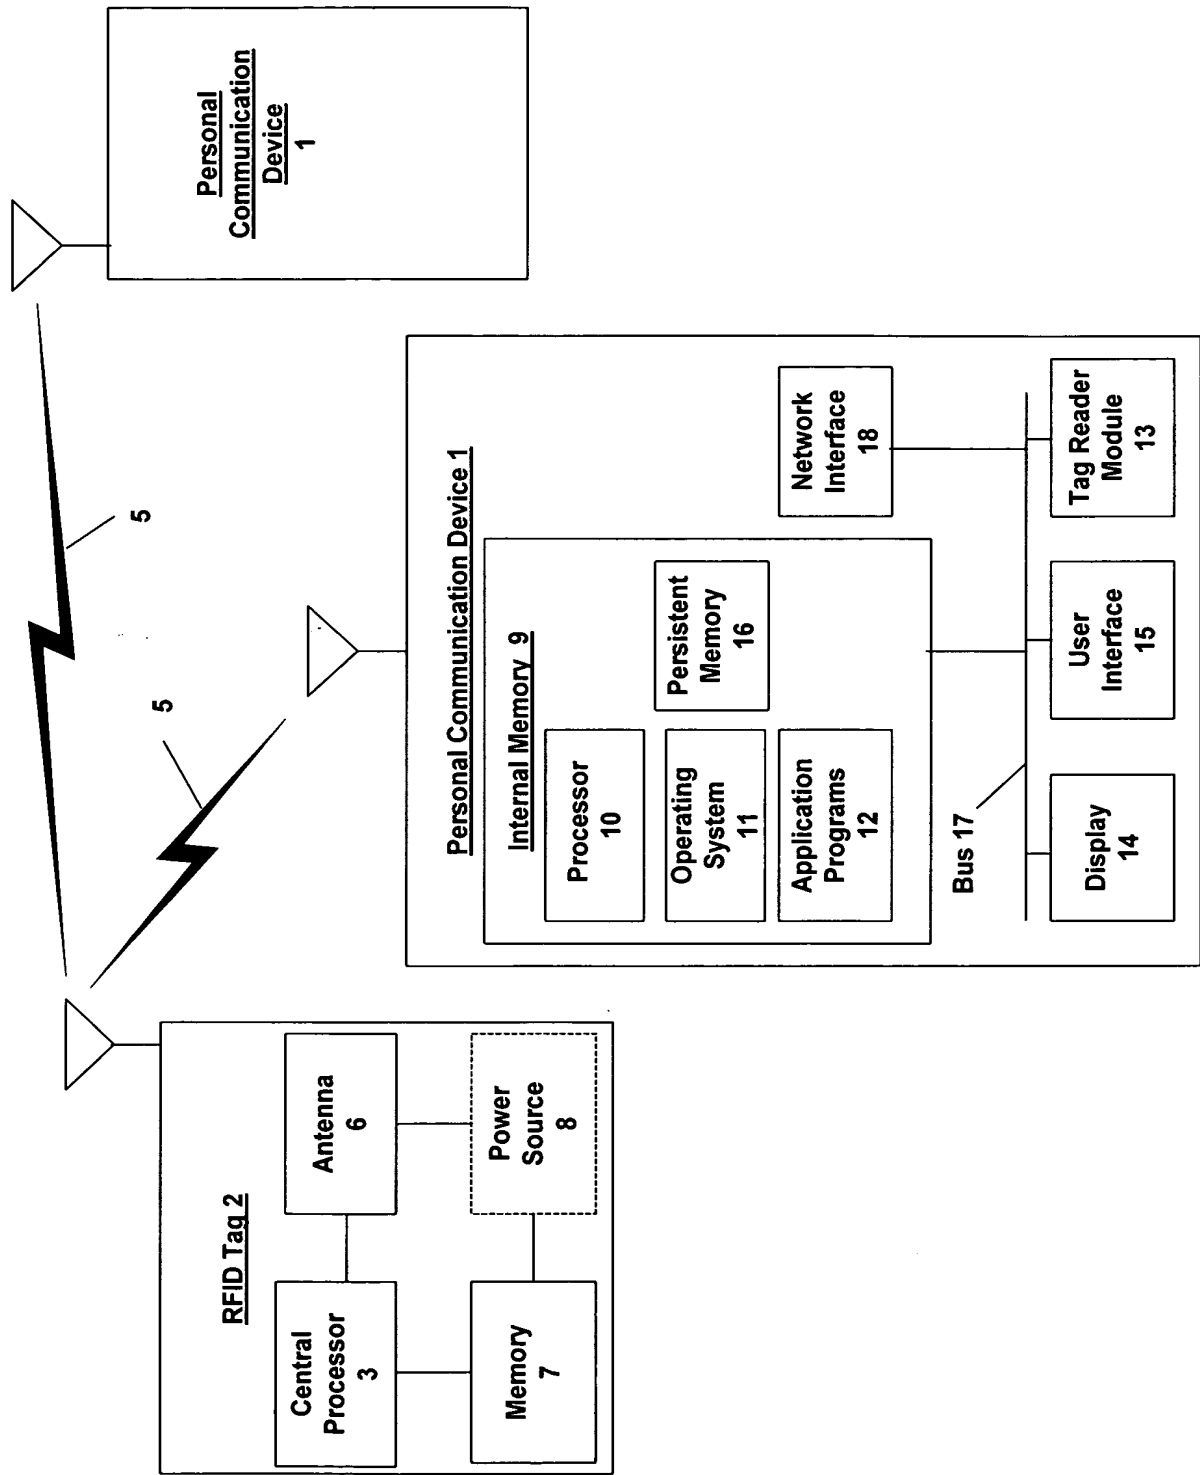 RFID Tag 2
Central
Processor
3
Antenna
6
Memory
7
Power
Source
8
5
5
Personal Communication Device 1
Internal Memory 9
Processor
10
Operating
System
11
Application
Programs
12
Persistent
Memory
16
Network
Interface
18
Bus 17
Display
14
User
Interface
15
Tag Reader
Module
13
Personal
Communication
Device
1